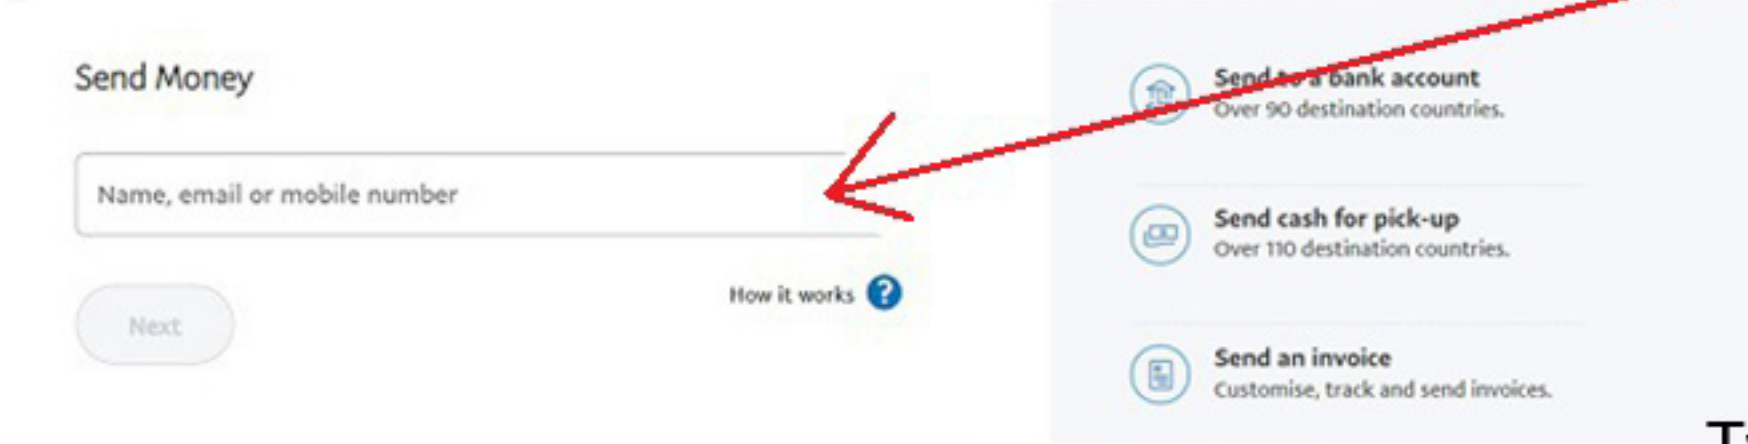 Send Money
Name, email or mobile number
How it works ?
Next
Send to a bank account
Over 90 destination countries.
Send cash for pick-up
Over 110 destination countries.
Send an invoice
Customise, track and send invoices.